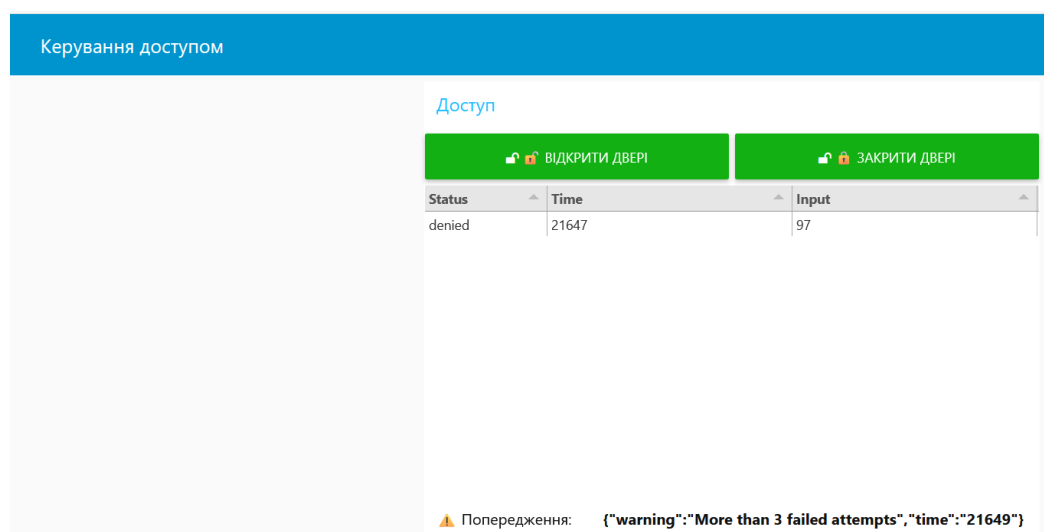 Керування доступом
Доступ
ВІДКРИТИ ДВЕРІ
ЗАКРИТИ ДВЕРІ
Status Time Input
denied 21647 97
Попередження: {"warning":"More than 3 failed attempts","time":"21649"}